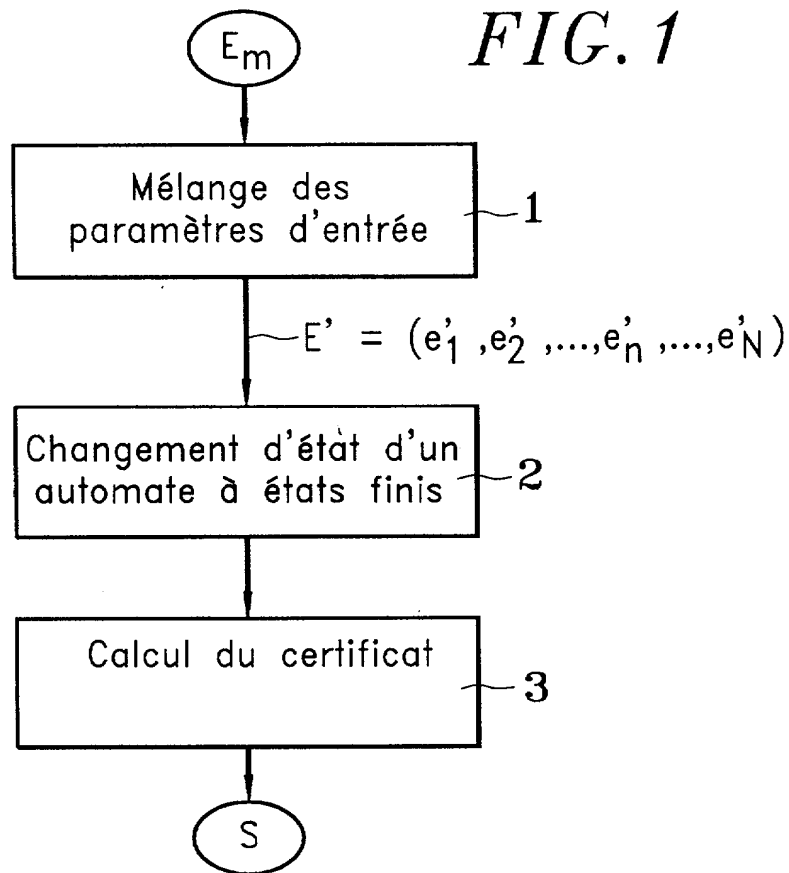 FIG. 1
Em
Mélange des
paramètres d'entrée
1
E' = (e'1 ,e'2 ,...,e'n ,...,e'N)
Changement d'état d'un
automate à états finis
2
Calcul du certificat
3
S